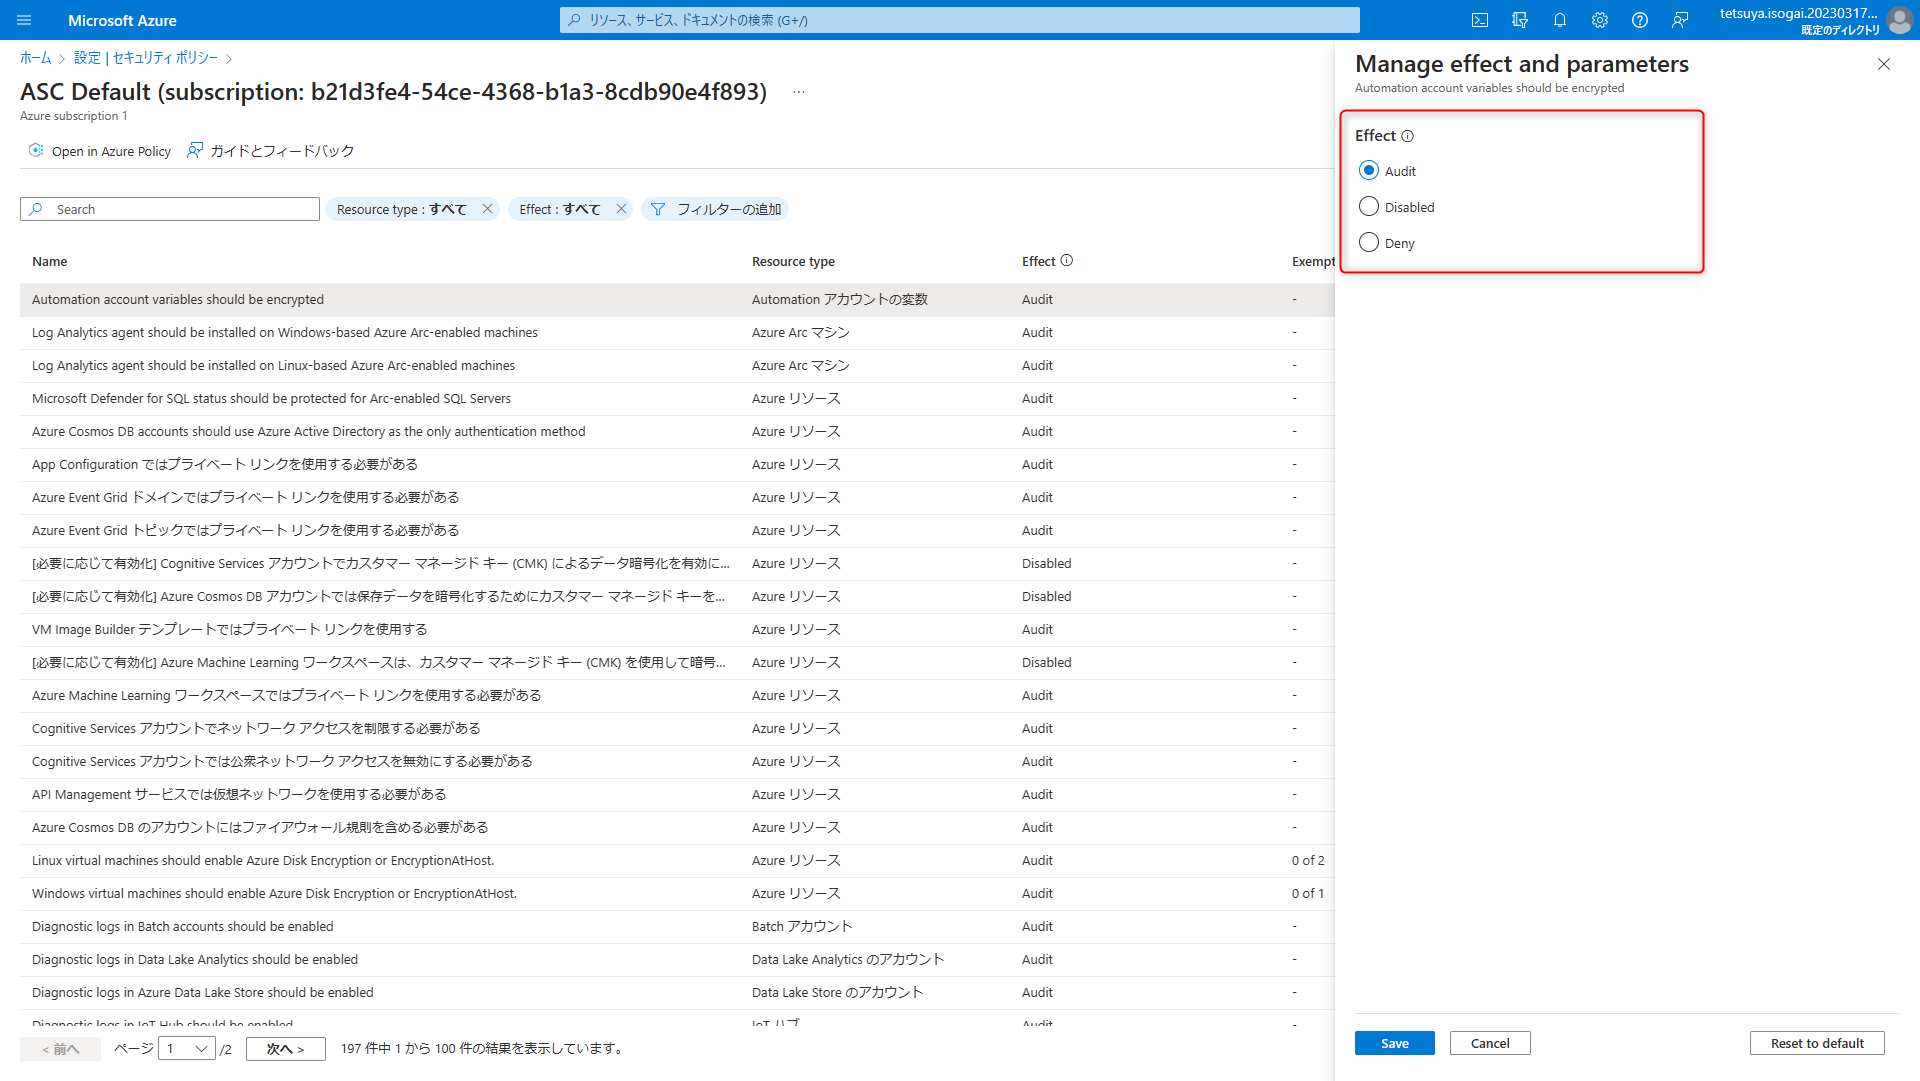 Microsoft Azure
リソース、サービス、ドキュメントの検索 (G+/)
tetsuya.isogai.20230317...
既定のディレクトリ
ホーム > 設定 | セキュリティ ポリシー >
ASC Default (subscription: b21d3fe4-54ce-4368-b1a3-8cdb90e4f893) ...
Azure subscription 1
Open in Azure Policy ガイドとフィードバック
Search Resource type : すべて Effect : すべて フィルターの追加
Name Resource type Effect Exempt
Automation account variables should be encrypted Automation アカウントの変数 Audit -
Log Analytics agent should be installed on Windows-based Azure Arc-enabled machines Azure Arc マシン Audit -
Log Analytics agent should be installed on Linux-based Azure Arc-enabled machines Azure Arc マシン Audit -
Microsoft Defender for SQL status should be protected for Arc-enabled SQL Servers Azure リソース Audit -
Azure Cosmos DB accounts should use Azure Active Directory as the only authentication method Azure リソース Audit -
App Configuration ではプライベート リンクを使用する必要がある Azure リソース Audit -
Azure Event Grid ドメインではプライベート リンクを使用する必要がある Azure リソース Audit -
Azure Event Grid トピックではプライベート リンクを使用する必要がある Azure リソース Audit -
[必要に応じて有効化] Cognitive Services アカウントでカスタマー マネージド キー (CMK) によるデータ暗号化を有効に... Azure リソース Disabled -
[必要に応じて有効化] Azure Cosmos DB アカウントでは保存データを暗号化するためにカスタマー マネージド キーを... Azure リソース Disabled -
VM Image Builder テンプレートではプライベート リンクを使用する Azure リソース Audit -
[必要に応じて有効化] Azure Machine Learning ワークスペースは、カスタマー マネージド キー (CMK) を使用して暗号... Azure リソース Disabled -
Azure Machine Learning ワークスペースではプライベート リンクを使用する必要がある Azure リソース Audit -
Cognitive Services アカウントでネットワーク アクセスを制限する必要がある Azure リソース Audit -
Cognitive Services アカウントでは公衆ネットワーク アクセスを無効にする必要がある Azure リソース Audit -
API Management サービスでは仮想ネットワークを使用する必要がある Azure リソース Audit -
Azure Cosmos DB のアカウントにはファイアウォール規則を含める必要がある Azure リソース Audit -
Linux virtual machines should enable Azure Disk Encryption or EncryptionAtHost. Azure リソース Audit 0 of 2
Windows virtual machines should enable Azure Disk Encryption or EncryptionAtHost. Azure リソース Audit 0 of 1
Diagnostic logs in Batch accounts should be enabled Batch アカウント Audit -
Diagnostic logs in Data Lake Analytics should be enabled Data Lake Analytics のアカウント Audit -
Diagnostic logs in Azure Data Lake Store should be enabled Data Lake Store のアカウント Audit -
Diagnostic logs in IoT Hub should be enabled IoT ハブ Audit
< 前へ ページ 1 /2 次へ > 197 件中 1 から 100 件の結果を表示しています。
Manage effect and parameters
Automation account variables should be encrypted
Effect
Audit
Disabled
Deny
Save Cancel Reset to default